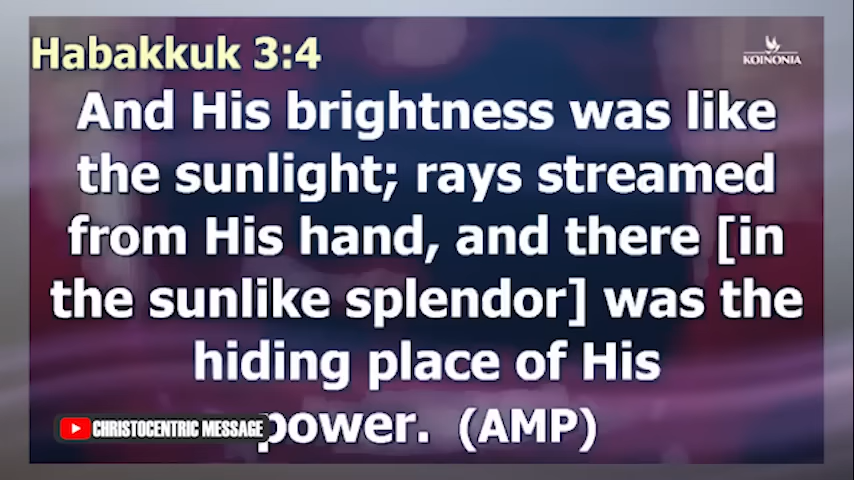 Habakkuk 3:4
KOINONIA
And His brightness was like
the sunlight; rays streamed
from His hand, and there [in
the sunlike splendor] was the
hiding place of His
power. (AMP)
CHRISTOCENTRIC MESSAGE